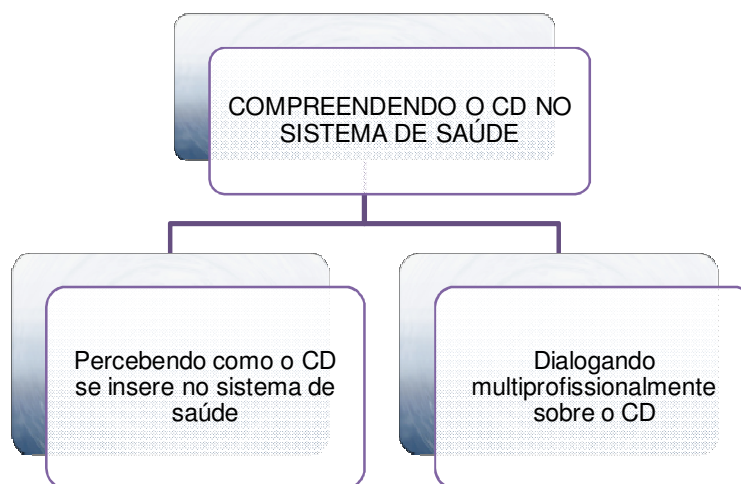 COMPREENDENDO O CD NO
SISTEMA DE SAÚDE
Percebendo como o CD
se insere no sistema de
saúde
Dialogando
multiprofissionalmente
sobre o CD